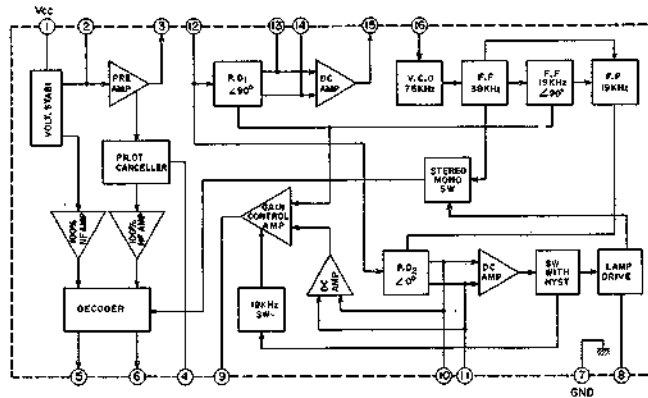 Vcc
1
2
3
12
13
14
15
16
VOLT. STABI
PRE
AMP
P.D1
∠90°
DC
AMP
V.C.O
76KHz
F.F
38KHz
F.F
19KHz
∠90°
F.F
19KHz
PILOT
CANCELLER
STEREO
MONO
SW
100%
NF AMP
100%
NF AMP
GAIN
CONTROL
AMP
DC
AMP
P.D2
∠0°
DC
AMP
SW
WITH
HYST
LAMP
DRIVE
DECODER
19KHz
SW-
5
6
4
9
10
11
7
8
GND